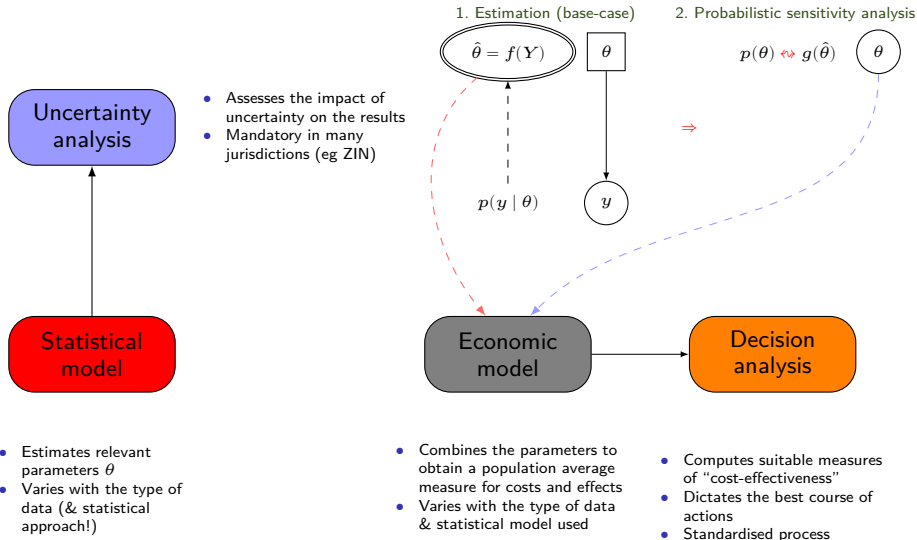 1. Estimation (base-case)
2. Probabilistic sensitivity analysis
θ̂ = f(Y)
θ
p(θ) ⇝ g(θ̂)
θ
Uncertainty
analysis
• Assesses the impact of
uncertainty on the results
• Mandatory in many
jurisdictions (eg ZIN)
⇒
p(y | θ)
y
Statistical
model
Economic
model
Decision
analysis
• Estimates relevant
parameters θ
• Varies with the type of
data (& statistical
approach!)
• Combines the parameters to
obtain a population average
measure for costs and effects
• Varies with the type of data
& statistical model used
• Computes suitable measures
of “cost-effectiveness”
• Dictates the best course of
actions
• Standardised process